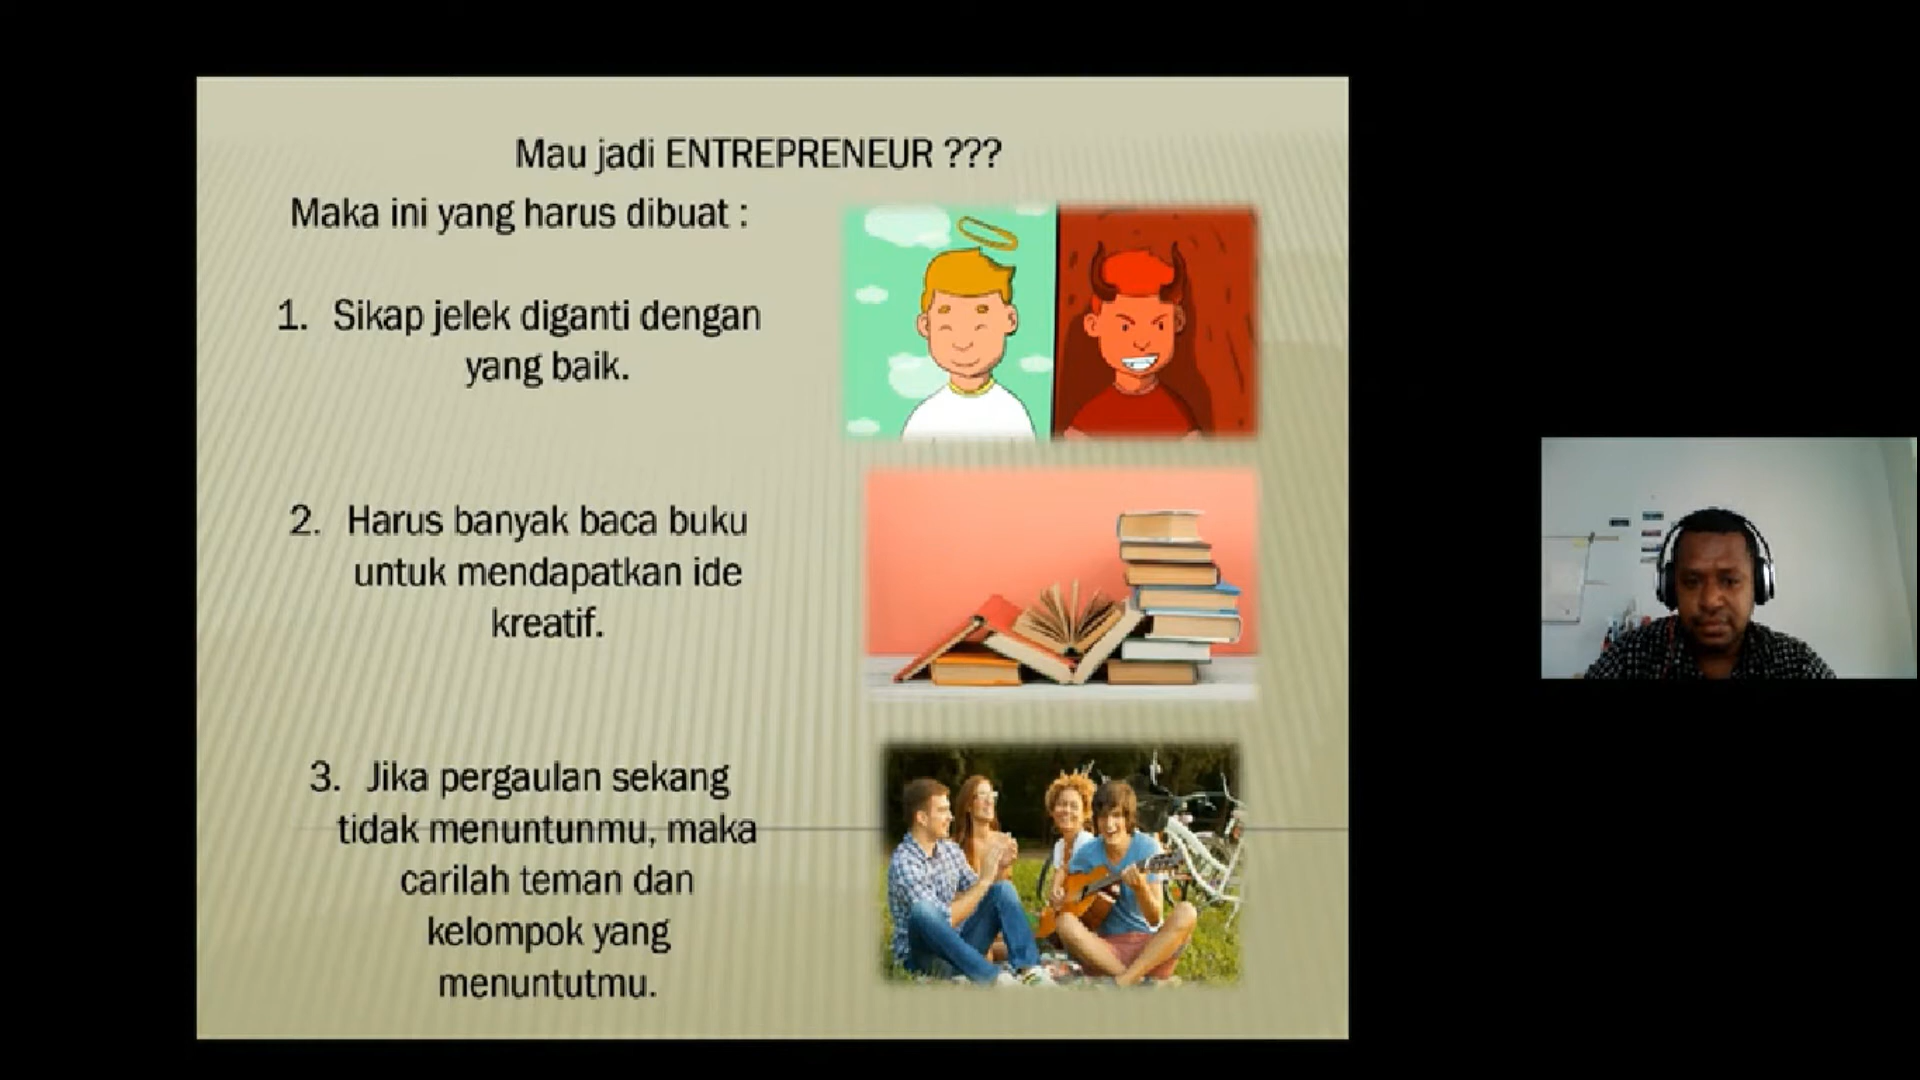 Mau jadi ENTREPRENEUR ???
Maka ini yang harus dibuat :
1. Sikap jelek diganti dengan
yang baik.
2. Harus banyak baca buku
untuk mendapatkan ide
kreatif.
3. Jika pergaulan sekang
tidak menuntunmu, maka
carilah teman dan
kelompok yang
menuntutmu.